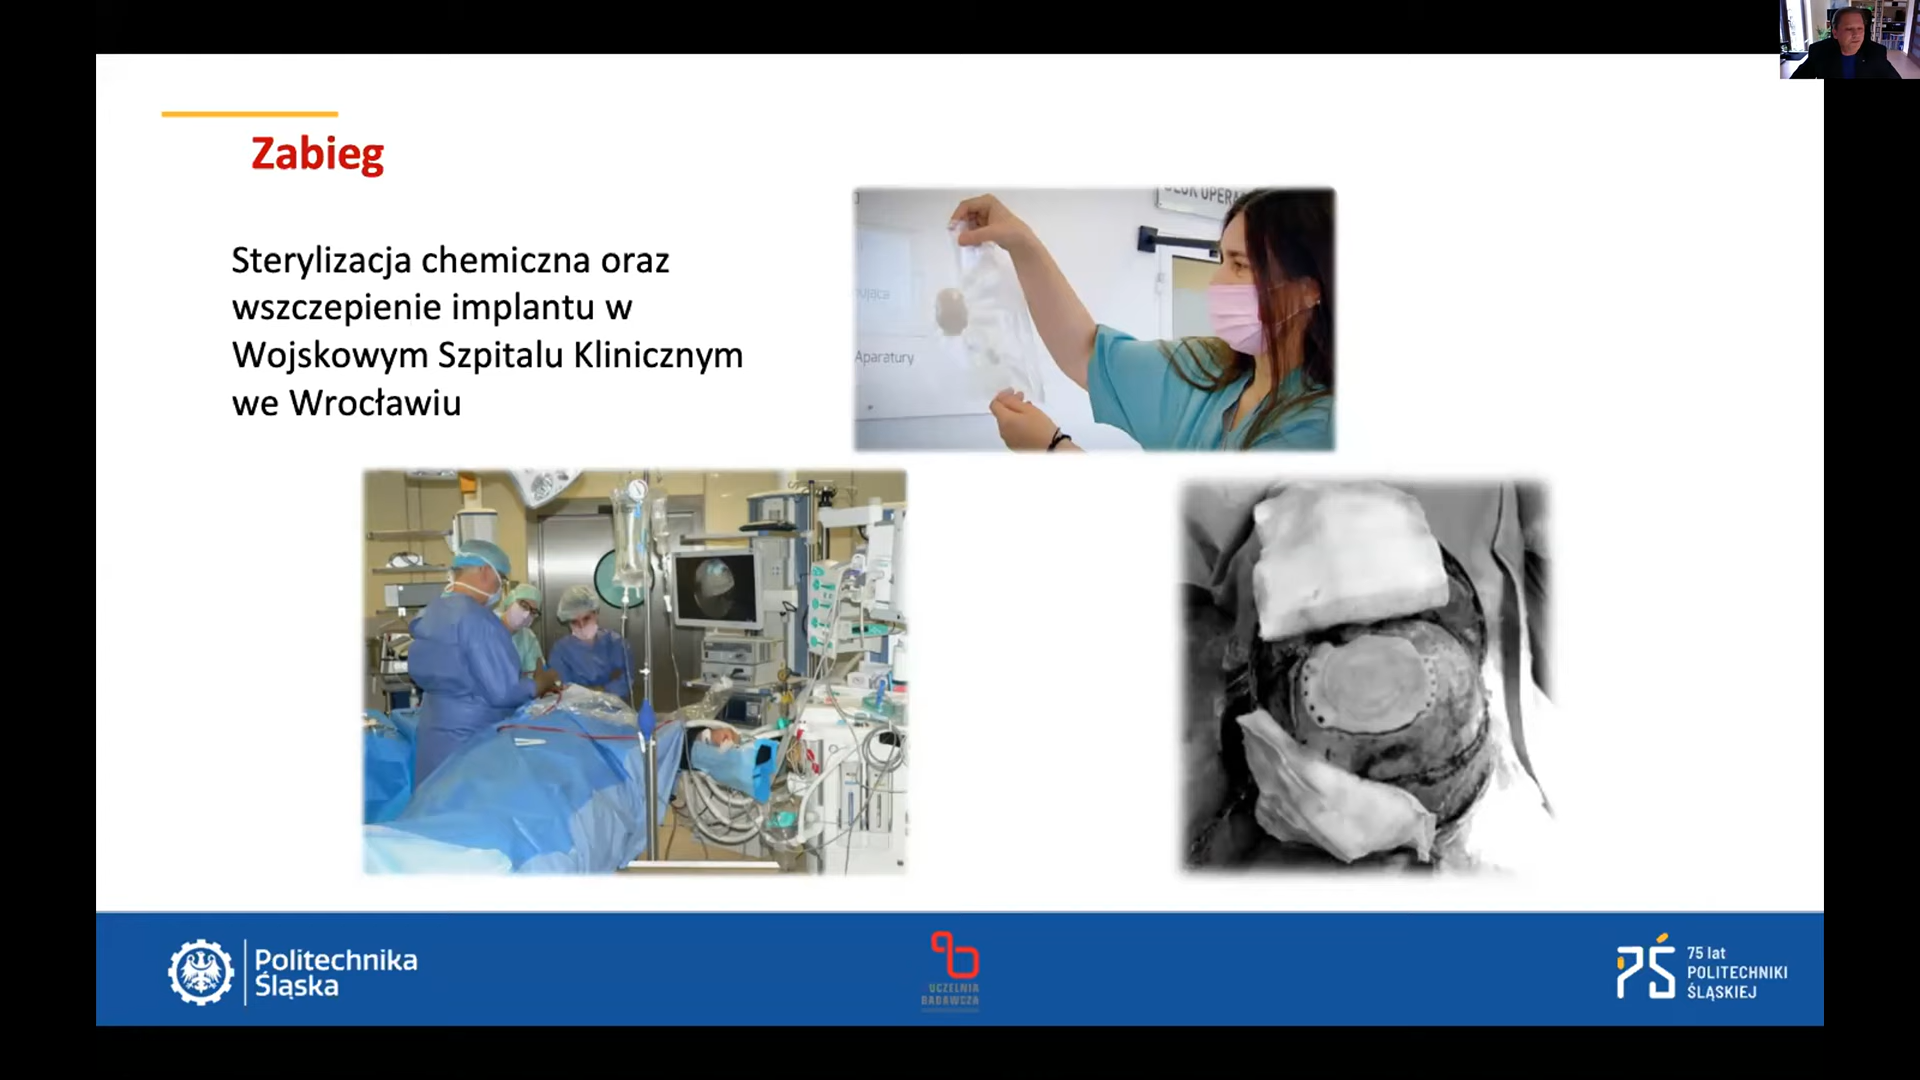 Zabieg
Sterylizacja chemiczna oraz
wszczepienie implantu w
Wojskowym Szpitalu Klinicznym
we Wrocławiu
Aparatury
Politechnika
Śląska
UCZELNIA
BADAWCZA
75 lat
POLITECHNIKI
ŚLĄSKIEJ